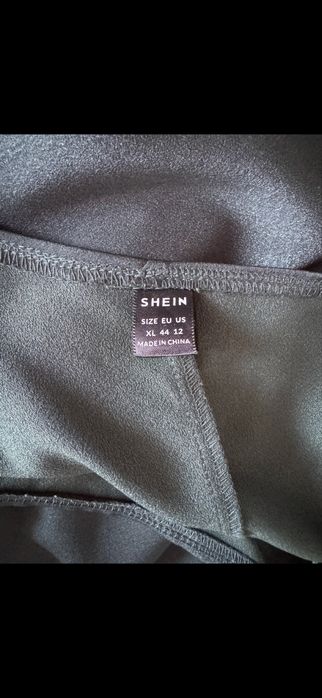 SHEIN
SIZE EU US
XL 44 12
MADE IN CHINA